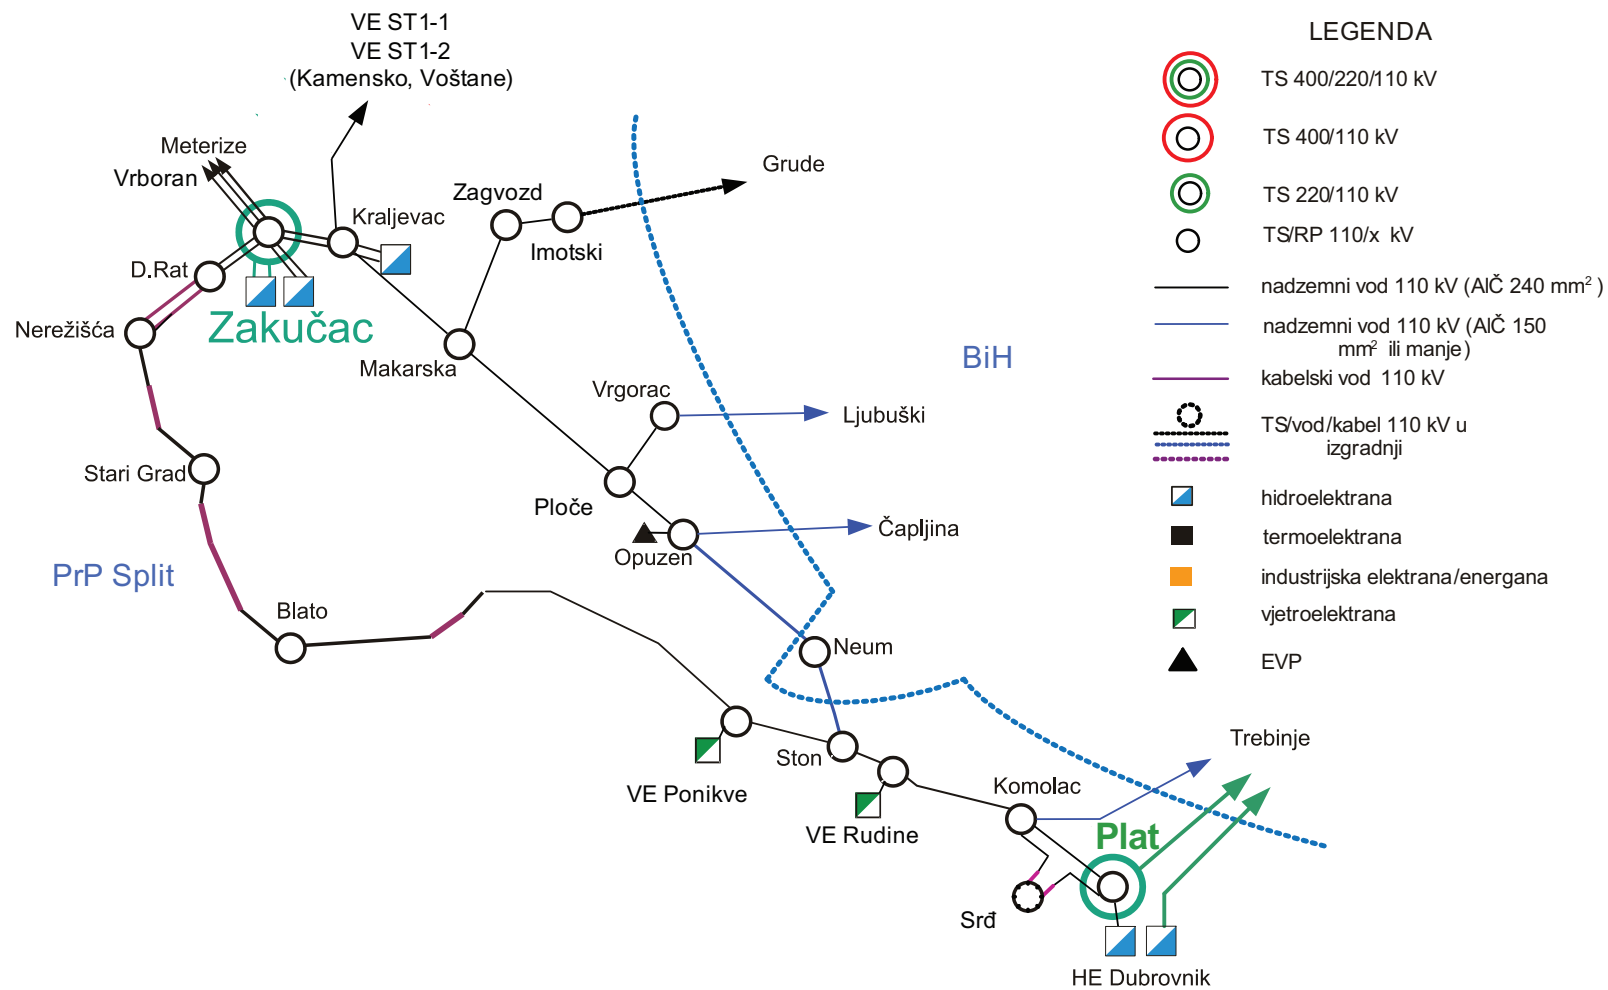 VE ST1-1
VE ST1-2
(Kamensko, Voštane)
Meterize
Vrboran
Zagvozd
Grude
Kraljevac
Imotski
D.Rat
Nerežišća
Zakučac
Makarska
BiH
Vrgorac
Ljubuški
Stari Grad
Ploče
Čapljina
Opuzen
PrP Split
Blato
Neum
Ston
Trebinje
VE Ponikve
Komolac
VE Rudine
Plat
Srđ
HE Dubrovnik
LEGENDA
TS 400/220/110 kV
TS 400/110 kV
TS 220/110 kV
TS/RP 110/x kV
nadzemni vod 110 kV (AlČ 240 mm²)
nadzemni vod 110 kV (AlČ 150
mm² ili manje)
kabelski vod 110 kV
TS/vod/kabel 110 kV u
izgradnji
hidroelektrana
termoelektrana
industrijska elektrana/energana
vjetroelektrana
EVP